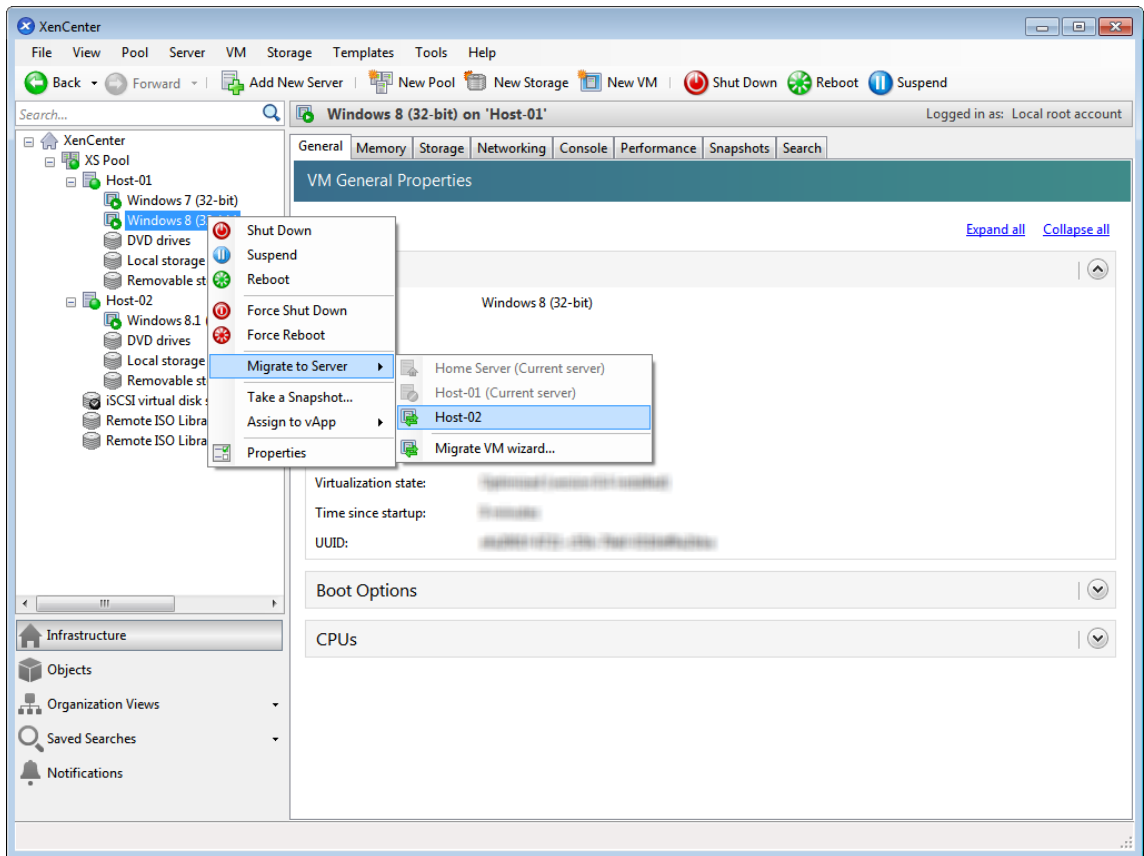 XenCenter
File View Pool Server VM Storage Templates Tools Help
Back Forward Add New Server New Pool New Storage New VM Shut Down Reboot Suspend
Search...
Windows 8 (32-bit) on 'Host-01' Logged in as: Local root account
XenCenter
XS Pool
Host-01
Windows 7 (32-bit)
Windows 8 (3
DVD drives
Local storage
Removable st
Host-02
Windows 8.1
DVD drives
Local storage
Removable st
iSCSI virtual disk
Remote ISO Libra
Remote ISO Libra
General Memory Storage Networking Console Performance Snapshots Search
VM General Properties
Expand all Collapse all
Windows 8 (32-bit)
Shut Down
Suspend
Reboot
Force Shut Down
Force Reboot
Migrate to Server
Take a Snapshot...
Assign to vApp
Properties
Home Server (Current server)
Host-01 (Current server)
Host-02
Migrate VM wizard...
Virtualization state:
Time since startup:
UUID:
Boot Options
CPUs
Infrastructure
Objects
Organization Views
Saved Searches
Notifications